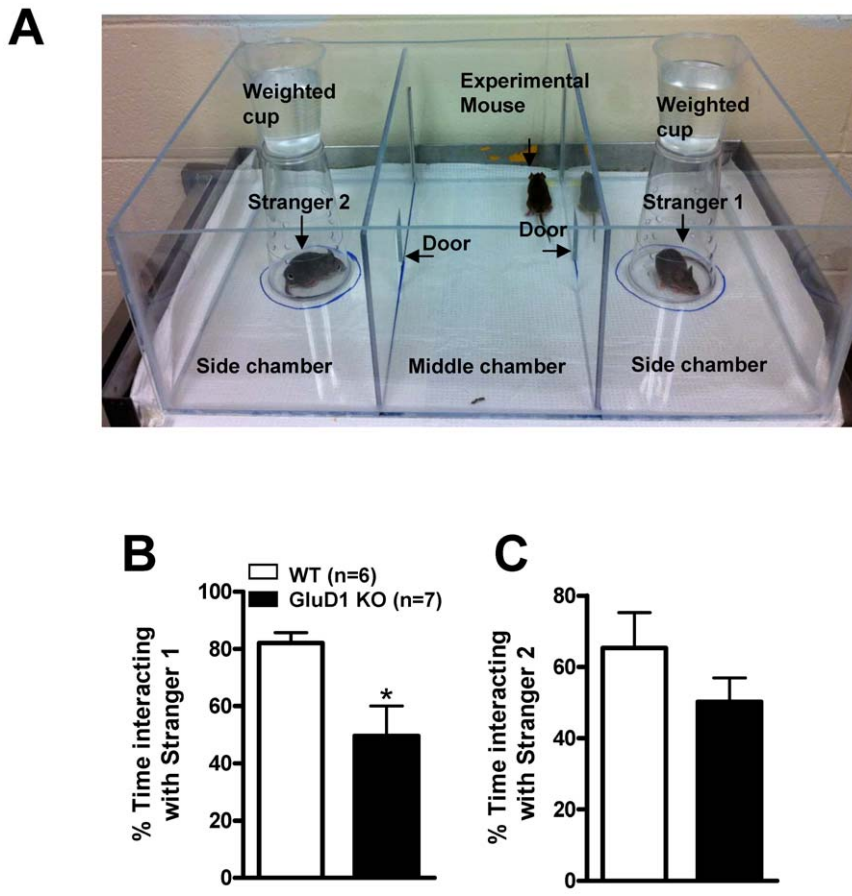 A
Experimental
Mouse
Weighted
cup
Weighted
cup
Stranger 2
Stranger 1
Door
Door
Side chamber
Middle chamber
Side chamber
B
WT (n=6)
GluD1 KO (n=7)
% Time interacting
with Stranger 1
100
80
60
40
20
0
*
C
% Time interacting
with Stranger 2
80
60
40
20
0